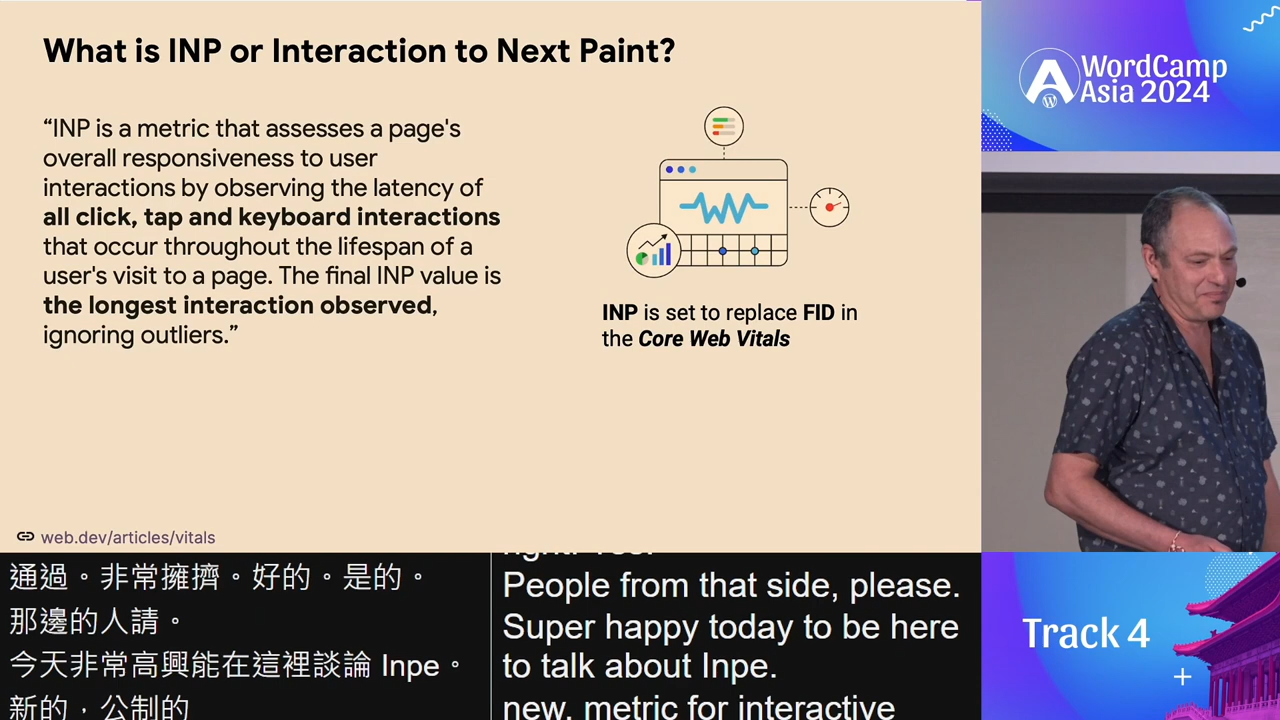 What is INP or Interaction to Next Paint?
“INP is a metric that assesses a page's
overall responsiveness to user
interactions by observing the latency of
all click, tap and keyboard interactions
that occur throughout the lifespan of a
user's visit to a page. The final INP value is
the longest interaction observed,
ignoring outliers.”
INP is set to replace FID in
the Core Web Vitals
web.dev/articles/vitals
WordCamp
Asia 2024
通過。非常擁擠。好的。是的。
那邊的人請。
今天非常高興能在這裡談論 Inpe。
新的,公制的
People from that side, please.
Super happy today to be here
to talk about Inpe.
new, metric for interactive
Track 4